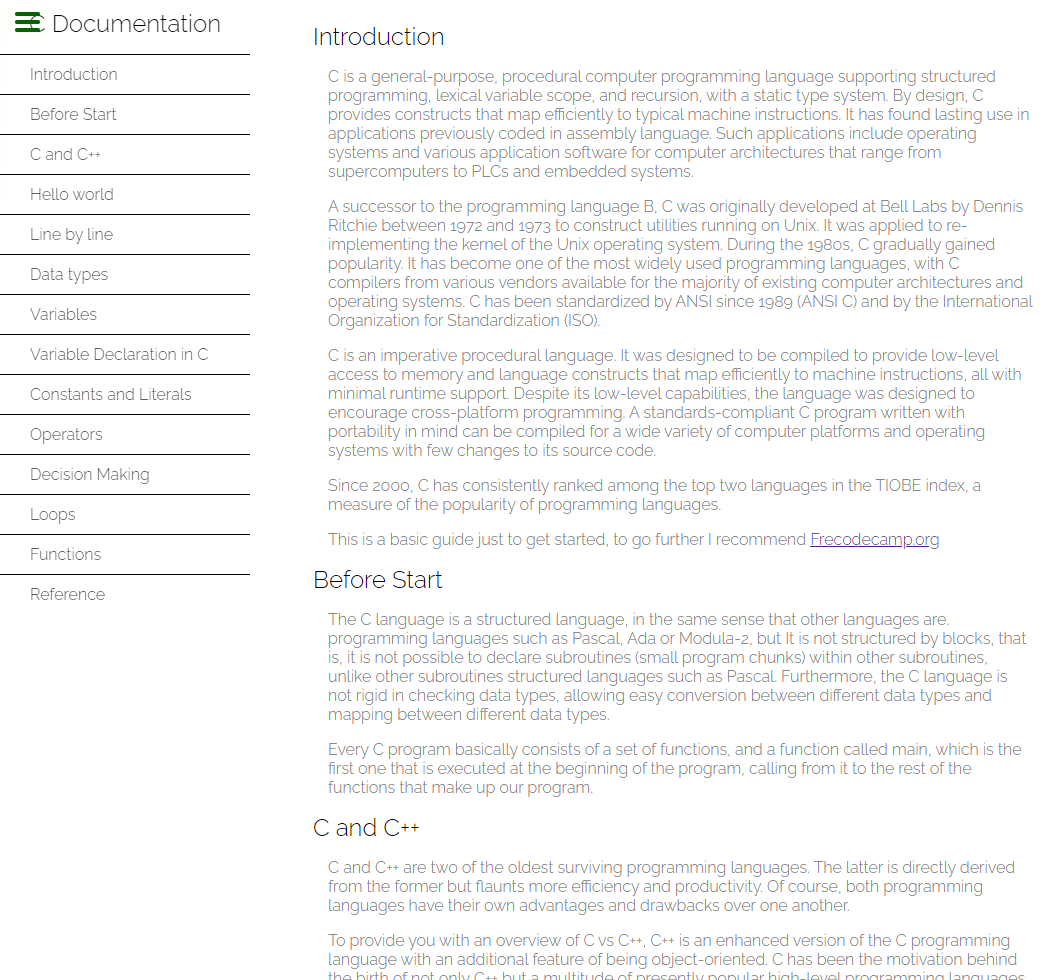 C Documentation
Introduction
Before Start
C and C++
Hello world
Line by line
Data types
Variables
Variable Declaration in C
Constants and Literals
Operators
Decision Making
Loops
Functions
Reference
Introduction
C is a general-purpose, procedural computer programming language supporting structured
programming, lexical variable scope, and recursion, with a static type system. By design, C
provides constructs that map efficiently to typical machine instructions. It has found lasting use in
applications previously coded in assembly language. Such applications include operating
systems and various application software for computer architectures that range from
supercomputers to PLCs and embedded systems.
A successor to the programming language B, C was originally developed at Bell Labs by Dennis
Ritchie between 1972 and 1973 to construct utilities running on Unix. It was applied to re-
implementing the kernel of the Unix operating system. During the 1980s, C gradually gained
popularity. It has become one of the most widely used programming languages, with C
compilers from various vendors available for the majority of existing computer architectures and
operating systems. C has been standardized by ANSI since 1989 (ANSI C) and by the International
Organization for Standardization (ISO).
C is an imperative procedural language. It was designed to be compiled to provide low-level
access to memory and language constructs that map efficiently to machine instructions, all with
minimal runtime support. Despite its low-level capabilities, the language was designed to
encourage cross-platform programming. A standards-compliant C program written with
portability in mind can be compiled for a wide variety of computer platforms and operating
systems with few changes to its source code.
Since 2000, C has consistently ranked among the top two languages in the TIOBE index, a
measure of the popularity of programming languages.
This is a basic guide just to get started, to go further I recommend Frecodecamp.org
Before Start
The C language is a structured language, in the same sense that other languages are.
programming languages such as Pascal, Ada or Modula-2, but It is not structured by blocks, that
is, it is not possible to declare subroutines (small program chunks) within other subroutines,
unlike other subroutines structured languages such as Pascal. Furthermore, the C language is
not rigid in checking data types, allowing easy conversion between different data types and
mapping between different data types.
Every C program basically consists of a set of functions, and a function called main, which is the
first one that is executed at the beginning of the program, calling from it to the rest of the
functions that make up our program.
C and C++
C and C++ are two of the oldest surviving programming languages. The latter is directly derived
from the former but flaunts more efficiency and productivity. Of course, both programming
languages have their own advantages and drawbacks over one another.
To provide you with an overview of C vs C++, C++ is an enhanced version of the C programming
language with an additional feature of being object-oriented. C has been the motivation behind
the birth of not only C++ but a multitude of presently popular high-level programming languages